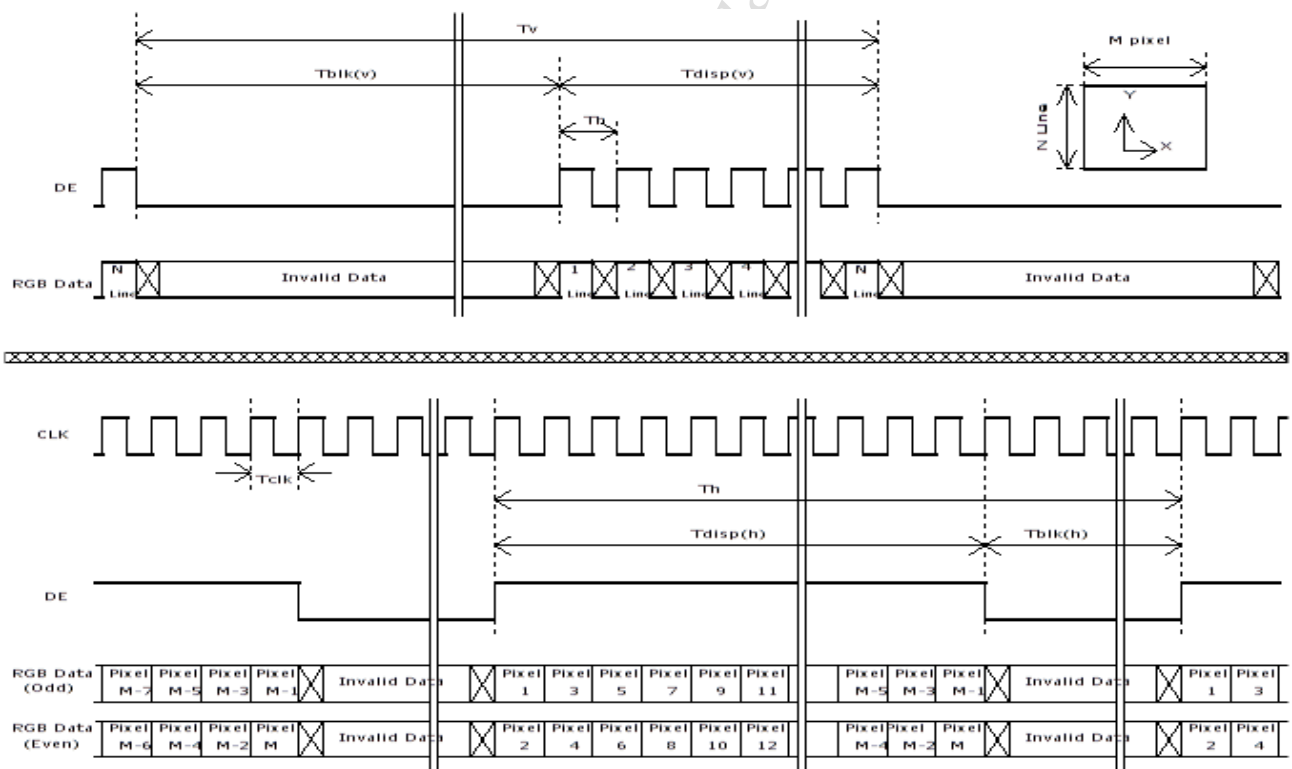 Tv
M pixel
Tblk(v) Tdisp(v)
Y
Th
N Line
X
DE
RGB Data N Line Invalid Data 1 Line 2 Line 3 Line 4 Line N Line Invalid Data
CLK
Tclk
Th
Tdisp(h) Tblk(h)
DE
RGB Data (Odd) Pixel M-7 Pixel M-5 Pixel M-3 Pixel M-1 Invalid Data Pixel 1 Pixel 3 Pixel 5 Pixel 7 Pixel 9 Pixel 11 Pixel M-5 Pixel M-3 Pixel M-1 Invalid Data Pixel 1 Pixel 3
RGB Data (Even) Pixel M-6 Pixel M-4 Pixel M-2 Pixel M Invalid Data Pixel 2 Pixel 4 Pixel 6 Pixel 8 Pixel 10 Pixel 12 Pixel M-4 Pixel M-2 Pixel M Invalid Data Pixel 2 Pixel 4